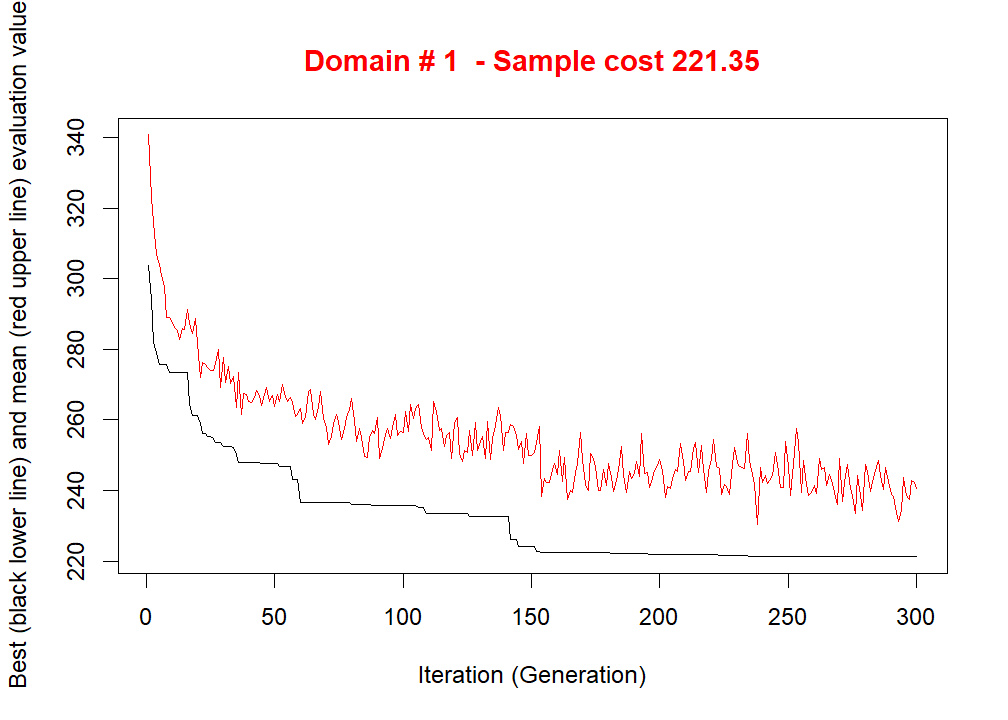 Domain # 1  - Sample cost 221.35
Best (black lower line) and mean (red upper line) evaluation value
340
320
300
280
260
240
220
0 50 100 150 200 250 300
Iteration (Generation)